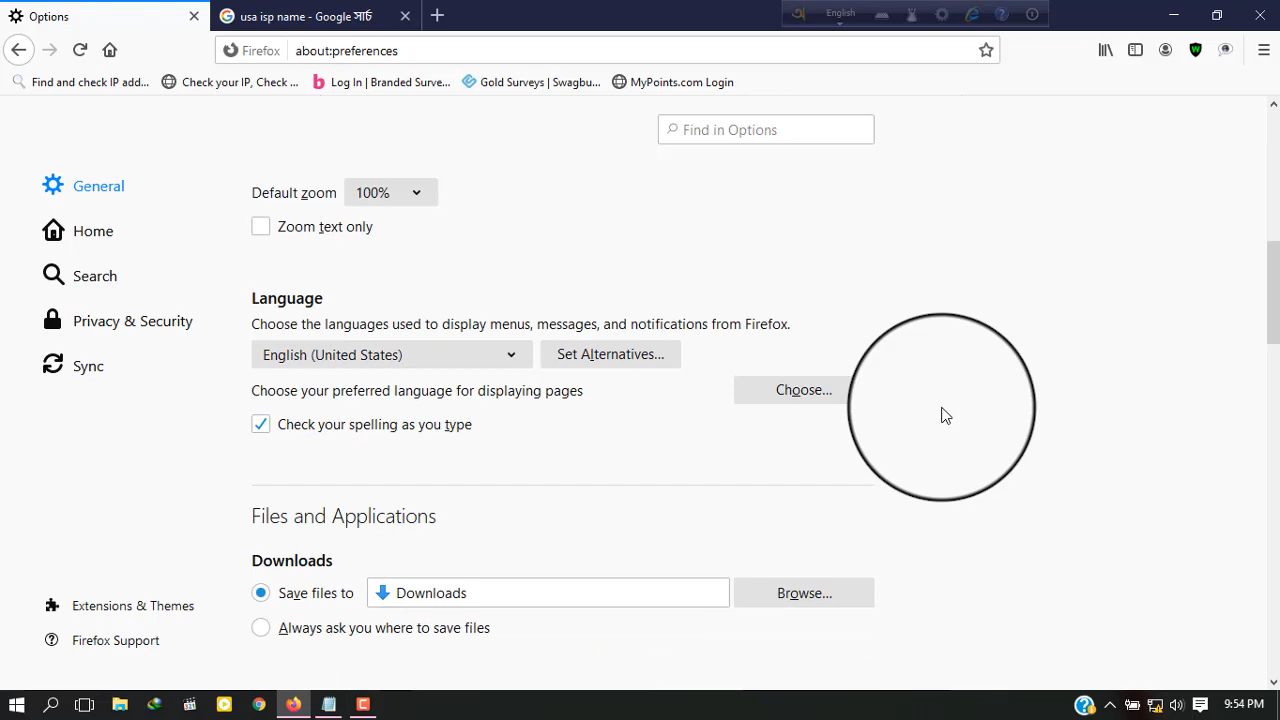 Options
usa isp name - Google সার্চ
English
Firefox about:preferences
Find and check IP add... Check your IP, Check ... Log In | Branded Surve... Gold Surveys | Swagbu... MyPoints.com Login
Find in Options
General
Home
Search
Privacy & Security
Sync
Extensions & Themes
Firefox Support
Default zoom 100%
Zoom text only
Language
Choose the languages used to display menus, messages, and notifications from Firefox.
English (United States) Set Alternatives...
Choose your preferred language for displaying pages Choose...
Check your spelling as you type
Files and Applications
Downloads
Save files to Downloads Browse...
Always ask you where to save files
9:54 PM